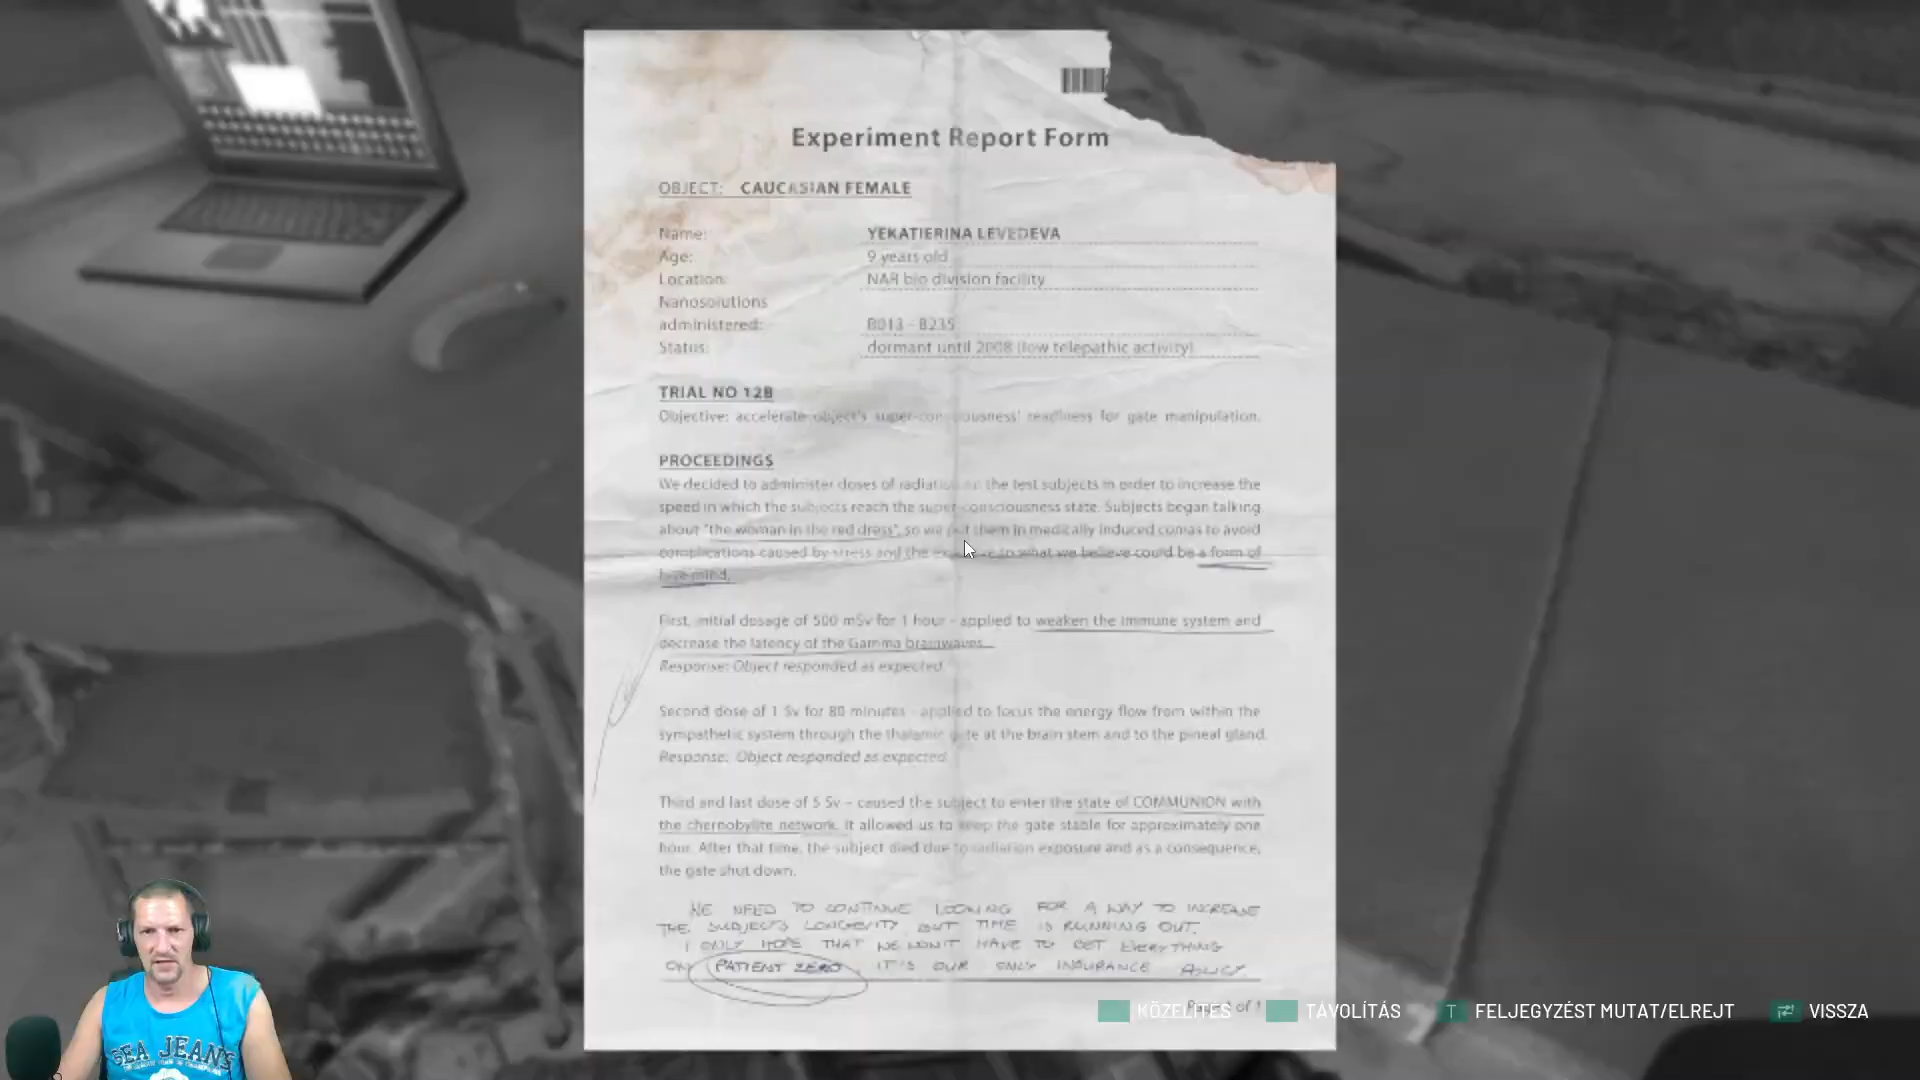 Experiment Report Form
OBJECT: CAUCASIAN FEMALE
Name: YEKATIERINA LEVEDEVA
Age: 9 years old
Location: NAR bio division facility
Nanosolutions
administered: B013 - B235
Status: dormant until 2008 (low telepathic activity)
TRIAL NO 12B
Objective: accelerate object's super-consciousness' readiness for gate manipulation.
PROCEEDINGS
We decided to administer doses of radiation on the test subjects in order to increase the
speed in which the subjects reach the super-consciousness state. Subjects began talking
about "the woman in the red dress", so we put them in medically induced comas to avoid
complications caused by stress and the exposure to what we believe could be a form of
hive-mind.
First, initial dosage of 500 mSv for 1 hour - applied to weaken the immune system and
decrease the latency of the Gamma brainwaves.
Response: Object responded as expected
Second dose of 1 Sv for 80 minutes - applied to focus the energy flow from within the
sympathetic system through the thalamic gate at the brain stem and to the pineal gland.
Response: Object responded as expected
Third and last dose of 5 Sv – caused the subject to enter the state of COMMUNION with
the chernobylite network. It allowed us to keep the gate stable for approximately one
hour. After that time, the subject died due to radiation exposure and as a consequence,
the gate shut down.
WE NEED TO CONTINUE LOOKING FOR A WAY TO INCREASE
THE SUBJECTS LONGEVITY BUT TIME IS RUNNING OUT.
I ONLY HOPE THAT WE WON'T HAVE TO BET EVERYTHING
ON PATIENT ZERO. IT'S OUR ONLY INSURANCE POLICY.
of 1
KÖZELÍTÉS TÁVOLÍTÁS T FELJEGYZÉST MUTAT/ELREJT VISSZA
SEA JEANS